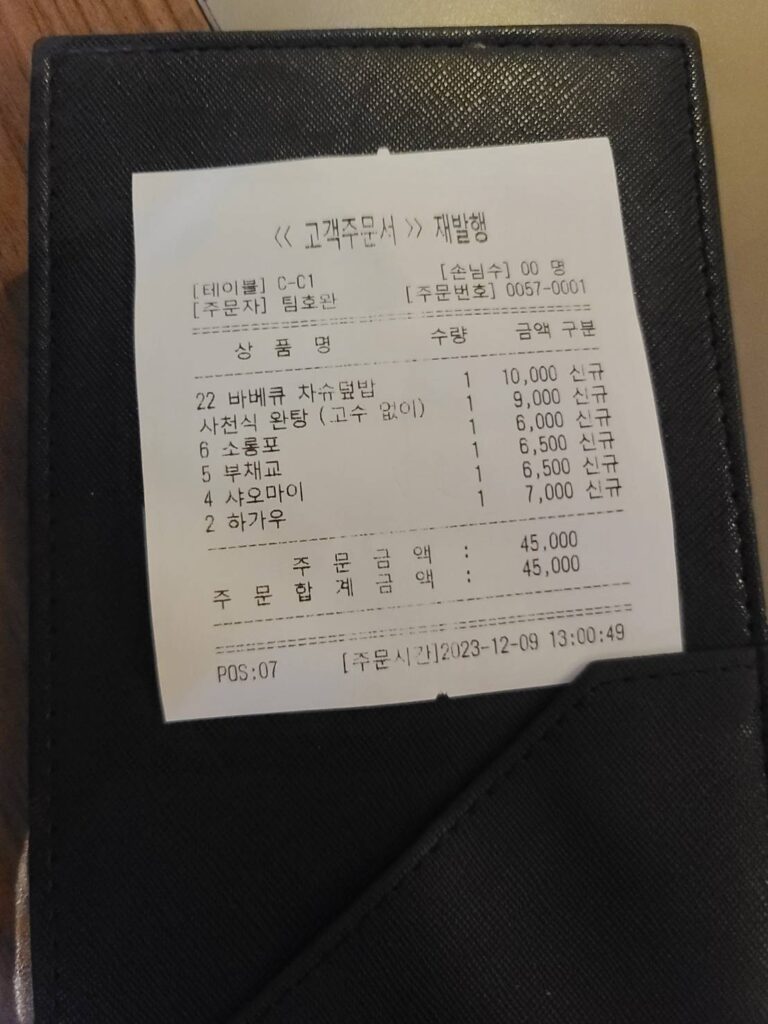 << 고객주문서 >> 재발행
[테이블] C-C1 [손님수] 00 명
[주문자] 팀호완 [주문번호] 0057-0001
상 품 명 수량 금액 구분
22 바베큐 차슈덮밥 1 10,000 신규
사천식 완탕 (고수 없이) 1 9,000 신규
6 소롱포 1 6,000 신규
5 부채교 1 6,500 신규
4 샤오마이 1 6,500 신규
2 하가우 1 7,000 신규
주 문 금 액 : 45,000
주 문 합 계 금 액 : 45,000
POS:07 [주문시간]2023-12-09 13:00:49